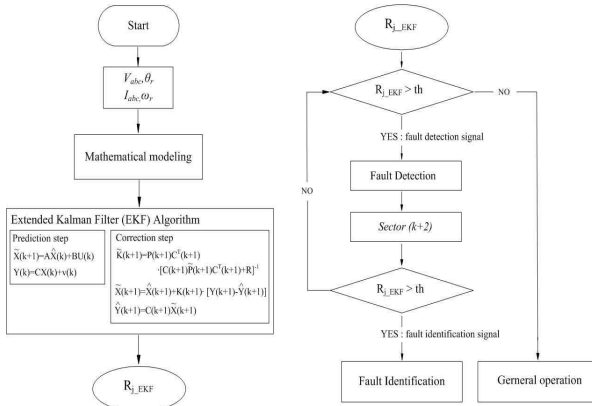 Start
V_abc,θ_r
I_abc,ω_r
Mathematical modeling
Extended Kalman Filter (EKF) Algorithm
Prediction step
X̃(k+1)=AX̂(k)+BU(k)
Y(k)=CX(k)+v(k)
Correction step
K̃(k+1)=P(k+1)C^T(k+1)
·[C(k+1)P̃(k+1)C^T(k+1)+R]^-1
X̃(k+1)=X̂(k+1)+K(k+1)· [Y(k+1)-Ŷ(k+1)]
Ŷ(k+1)=C(k+1)X̃(k+1)
R_j_EKF
R_j_EKF
R_j_EKF > th
NO
YES : fault detection signal
Fault Detection
NO
Sector (k+2)
R_j_EKF > th
YES : fault identification signal
Fault Identification
Gerneral operation